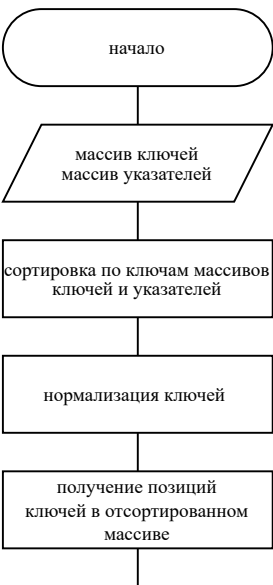 начало
массив ключей
массив указателей
сортировка по ключам массивов
ключей и указателей
нормализация ключей
получение позиций
ключей в отсортированном
массиве